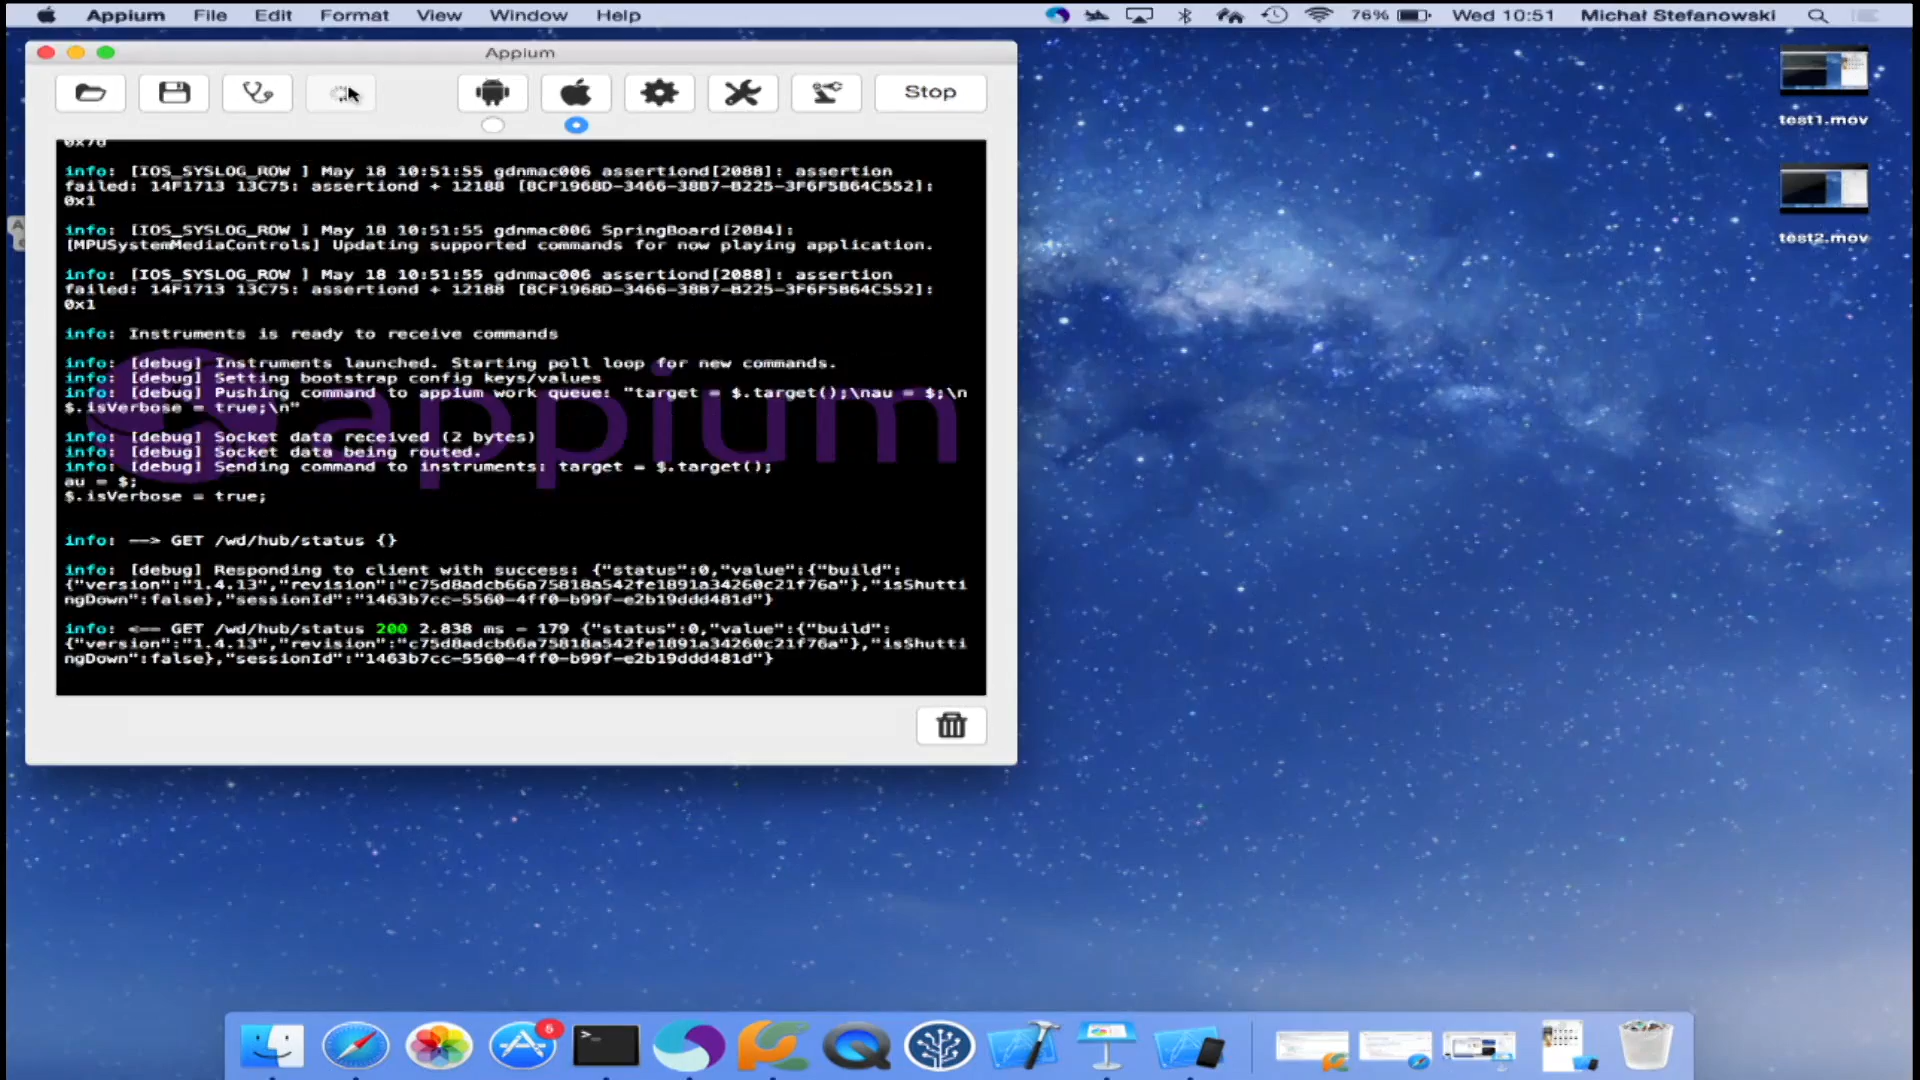 Appium File Edit Format View Window Help 76% Wed 10:51 Michał Stefanowski
Appium
Stop
0x7d
info: [IOS_SYSLOG_ROW ] May 18 10:51:55 gdnmac006 assertiond[2088]: assertion
failed: 14F1713 13C75: assertiond + 12188 [8CF1968D-3466-38B7-B225-3F6F5B64C552]:
0x1
info: [IOS_SYSLOG_ROW ] May 18 10:51:55 gdnmac006 SpringBoard[2084]:
[MPUSystemMediaControls] Updating supported commands for now playing application.
info: [IOS_SYSLOG_ROW ] May 18 10:51:55 gdnmac006 assertiond[2088]: assertion
failed: 14F1713 13C75: assertiond + 12188 [8CF1968D-3466-38B7-B225-3F6F5B64C552]:
0x1
info: Instruments is ready to receive commands
info: [debug] Instruments launched. Starting poll loop for new commands.
info: [debug] Setting bootstrap config keys/values
info: [debug] Pushing command to appium work queue: "target = $.target();\nau = $;\n
$.isVerbose = true;\n"
info: [debug] Socket data received (2 bytes)
info: [debug] Socket data being routed.
info: [debug] Sending command to instruments: target = $.target();
au = $;
$.isVerbose = true;
appium
info: --> GET /wd/hub/status {}
info: [debug] Responding to client with success: {"status":0,"value":{"build":
{"version":"1.4.13","revision":"c75d8adcb66a75818a542fe1891a34260c21f76a"},"isShutti
ngDown":false},"sessionId":"1463b7cc-5560-4ff0-b99f-e2b19ddd481d"}
info: <-- GET /wd/hub/status 200 2.838 ms - 179 {"status":0,"value":{"build":
{"version":"1.4.13","revision":"c75d8adcb66a75818a542fe1891a34260c21f76a"},"isShutti
ngDown":false},"sessionId":"1463b7cc-5560-4ff0-b99f-e2b19ddd481d"}
test1.mov
test2.mov
6